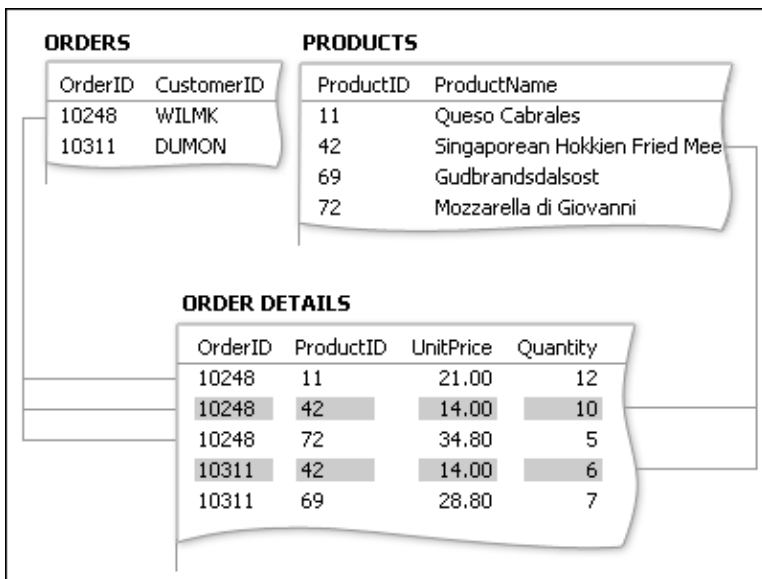 ORDERS
OrderID CustomerID
10248 WILMK
10311 DUMON
PRODUCTS
ProductID ProductName
11 Queso Cabrales
42 Singaporean Hokkien Fried Mee
69 Gudbrandsdalsost
72 Mozzarella di Giovanni
ORDER DETAILS
OrderID ProductID UnitPrice Quantity
10248 11 21.00 12
10248 42 14.00 10
10248 72 34.80 5
10311 42 14.00 6
10311 69 28.80 7